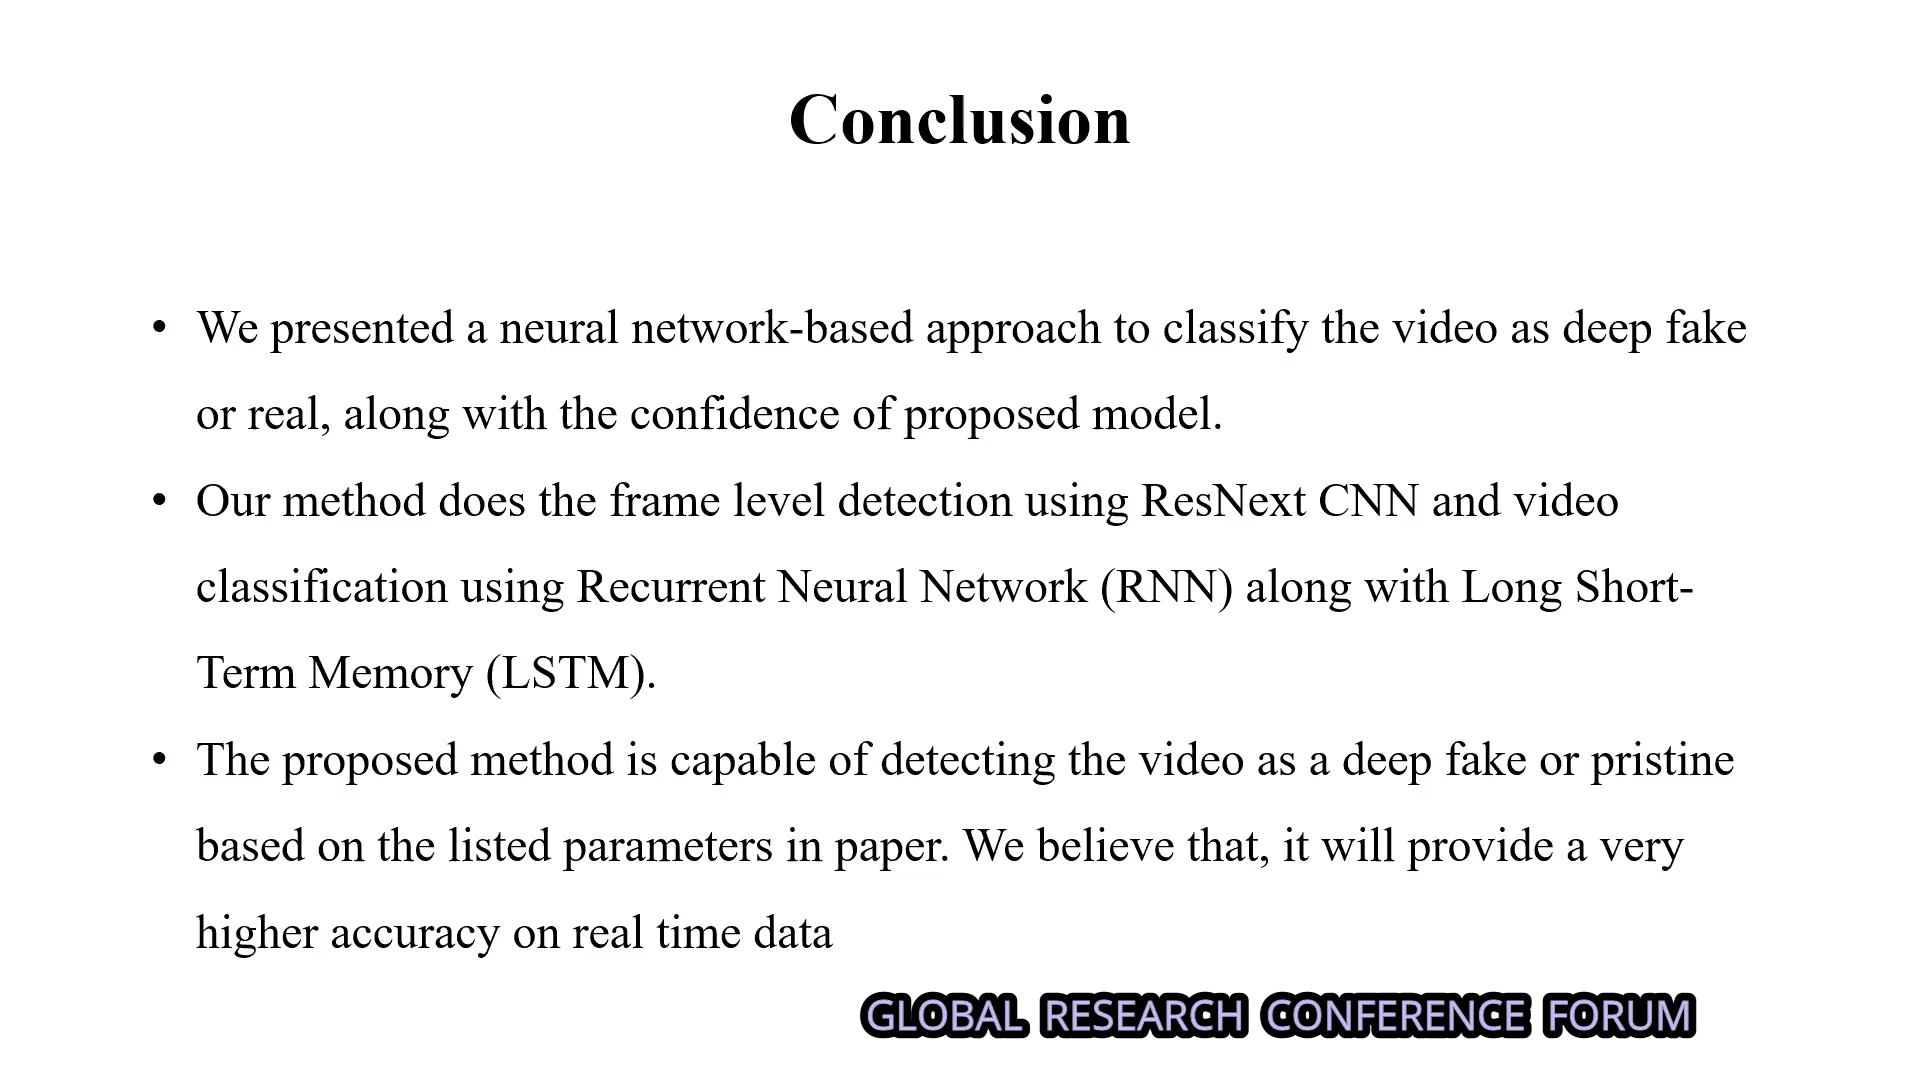 Conclusion
• We presented a neural network-based approach to classify the video as deep fake
or real, along with the confidence of proposed model.
• Our method does the frame level detection using ResNext CNN and video
classification using Recurrent Neural Network (RNN) along with Long Short-
Term Memory (LSTM).
• The proposed method is capable of detecting the video as a deep fake or pristine
based on the listed parameters in paper. We believe that, it will provide a very
higher accuracy on real time data
GLOBAL RESEARCH CONFERENCE FORUM